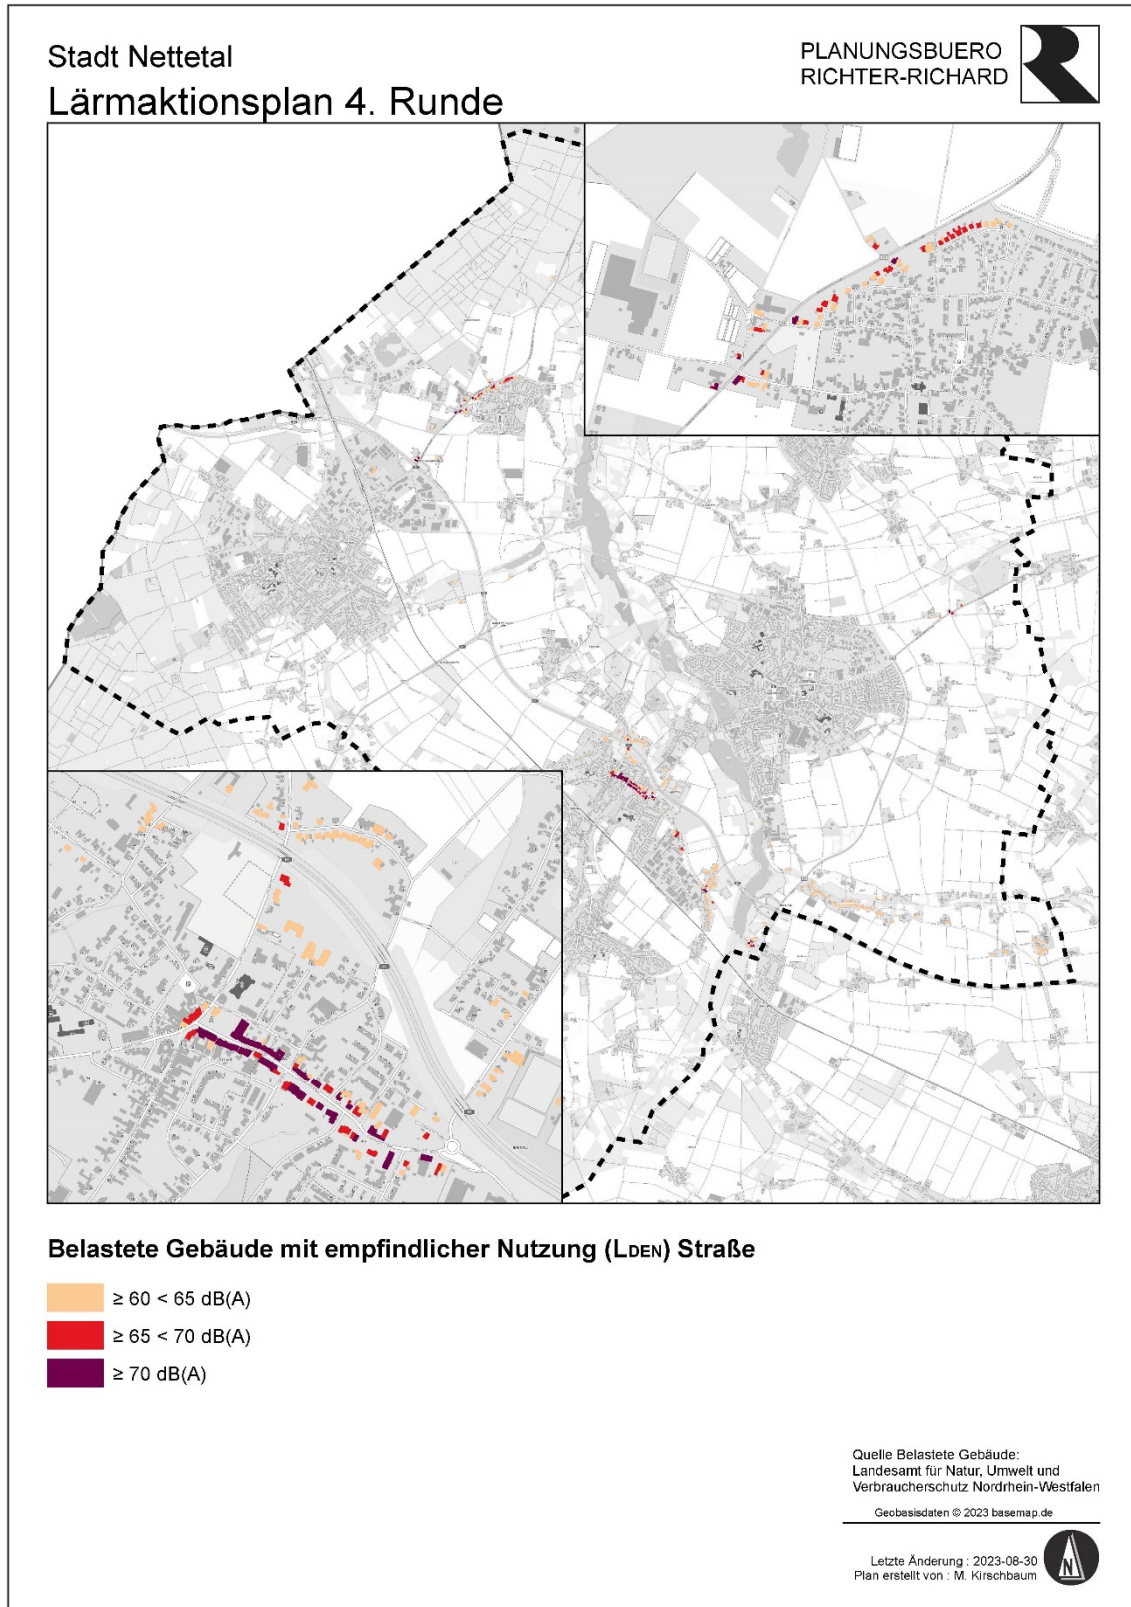 Stadt Nettetal
Lärmaktionsplan 4. Runde
PLANUNGSBUERO
RICHTER-RICHARD
Belastete Gebäude mit empfindlicher Nutzung (LDEN) Straße
≥ 60 < 65 dB(A)
≥ 65 < 70 dB(A)
≥ 70 dB(A)
Quelle Belastete Gebäude:
Landesamt für Natur, Umwelt und
Verbraucherschutz Nordrhein-Westfalen
Geobasisdaten © 2023 basemap.de
Letzte Änderung : 2023-08-30
Plan erstellt von : M. Kirschbaum
N